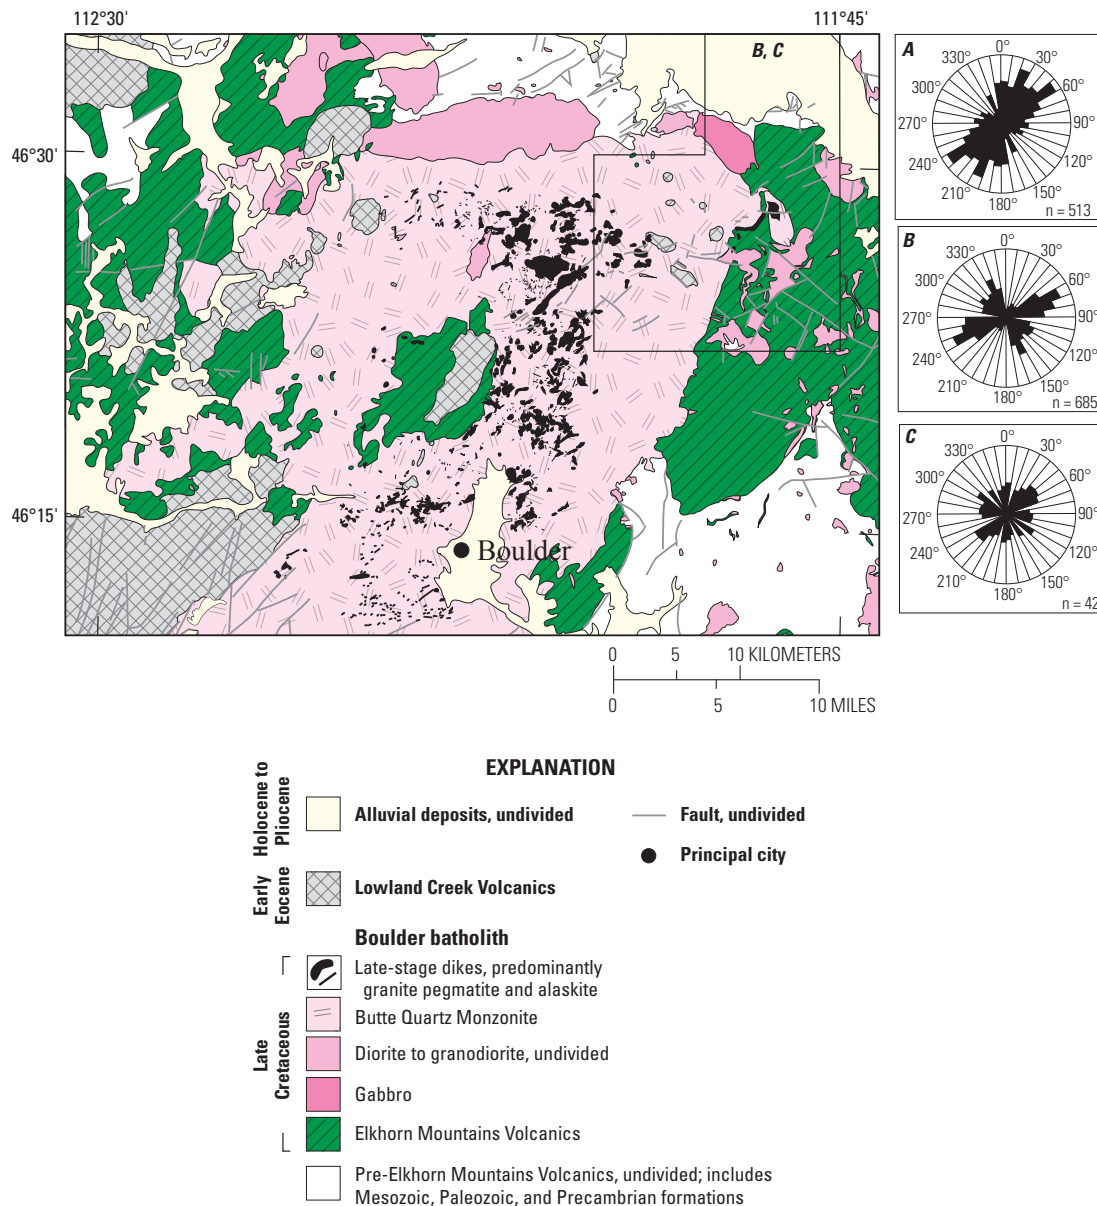 112°30'
111°45'
B, C
46°30'
46°15'
Boulder
A
0°
30°
60°
90°
120°
150°
180°
210°
240°
270°
300°
330°
n = 513
B
0°
30°
60°
90°
120°
150°
180°
210°
240°
270°
300°
330°
n = 685
C
0°
30°
60°
90°
120°
150°
180°
210°
240°
270°
300°
330°
n = 42
0 5 10 KILOMETERS
0 5 10 MILES
EXPLANATION
Holocene to
Pliocene
Alluvial deposits, undivided
Fault, undivided
Principal city
Early
Eocene
Lowland Creek Volcanics
Boulder batholith
Late
Cretaceous
Late-stage dikes, predominantly
granite pegmatite and alaskite
Butte Quartz Monzonite
Diorite to granodiorite, undivided
Gabbro
Elkhorn Mountains Volcanics
Pre-Elkhorn Mountains Volcanics, undivided; includes
Mesozoic, Paleozoic, and Precambrian formations